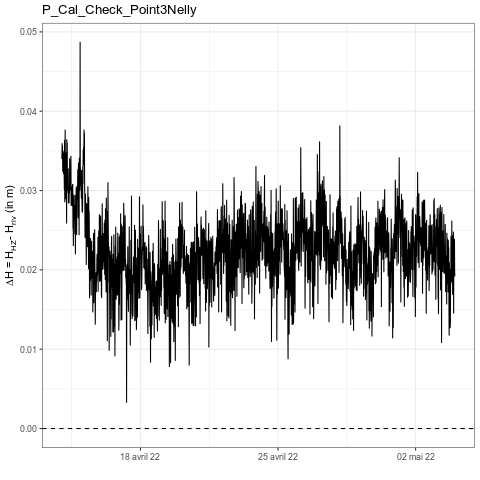 P_Cal_Check_Point3Nelly
ΔH = H_HZ- H_riv (in m)
0.05
0.04
0.03
0.02
0.01
0.00
18 avril 22
25 avril 22
02 mai 22